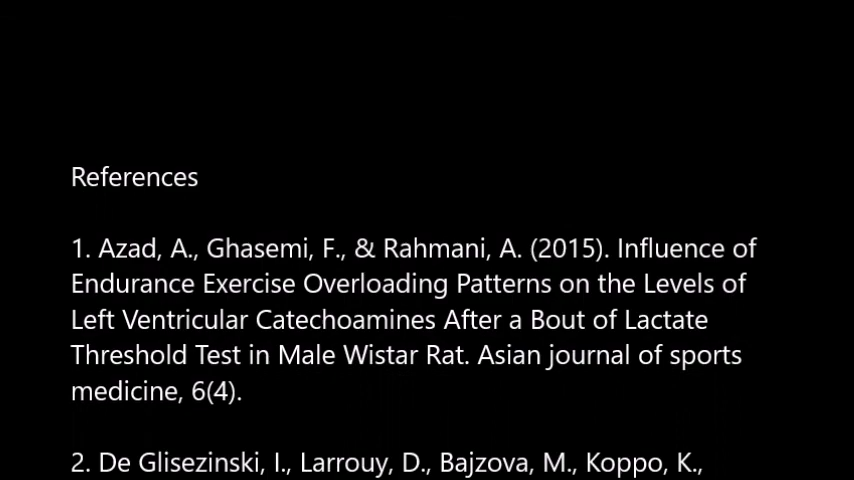 References
1. Azad, A., Ghasemi, F., & Rahmani, A. (2015). Influence of
Endurance Exercise Overloading Patterns on the Levels of
Left Ventricular Catechoamines After a Bout of Lactate
Threshold Test in Male Wistar Rat. Asian journal of sports
medicine, 6(4).
2. De Glisezinski, I., Larrouy, D., Bajzova, M., Koppo, K.,